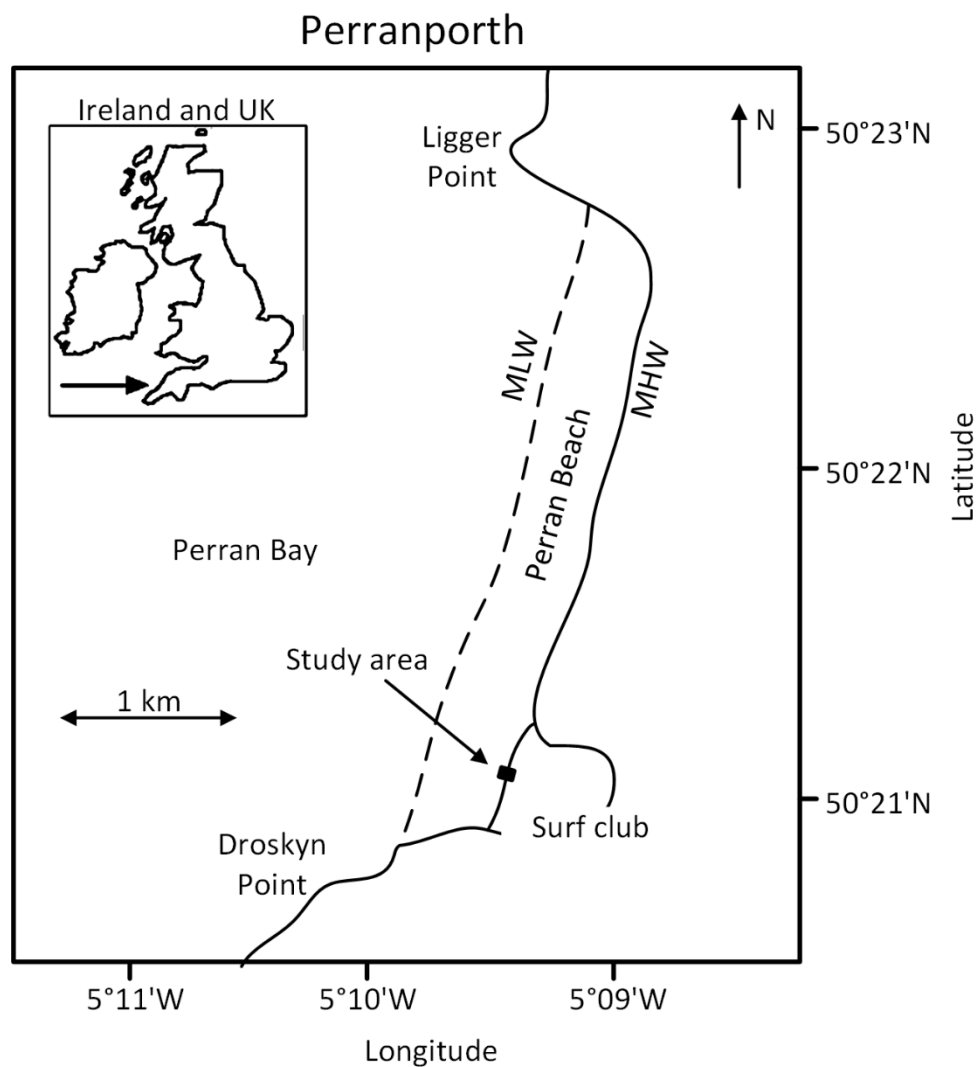 Perranporth
Ireland and UK
N
Ligger
Point
50°23'N
MLW
MHW
Perran Beach
50°22'N
Latitude
Perran Bay
Study area
1 km
50°21'N
Surf club
Droskyn
Point
5°11'W
5°10'W
5°09'W
Longitude